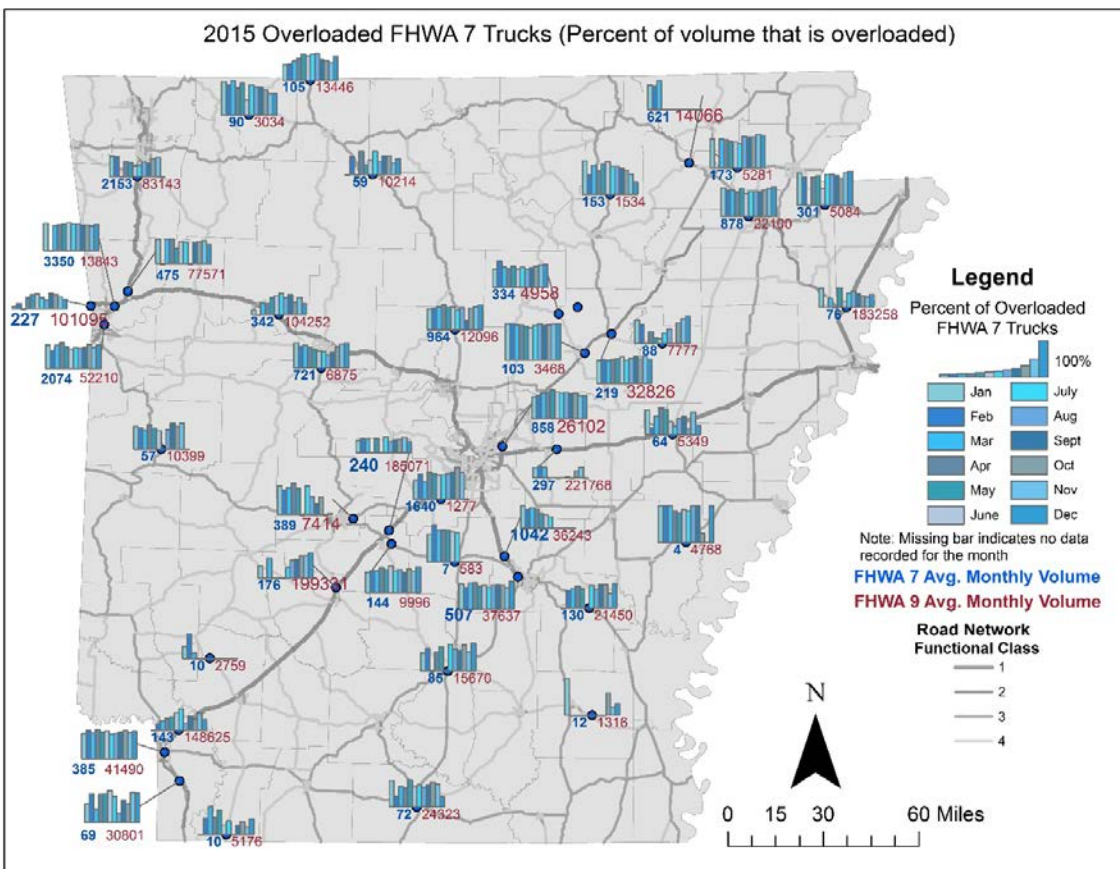 2015 Overloaded FHWA 7 Trucks (Percent of volume that is overloaded)
105 13446
90 3034
621 14066
2153 83143
59 10214
173 5281
153 1534
301 5084
878 22100
3350 13843
475 77571
334 4958
227 101095
342 104252
964 12096
76 183258
88 7777
103 3468
2074 52210
721 6875
219 32826
858 26102
64 5349
57 10399
240 185071
297 221768
389 7414
1640 1277
1042 36243
4 4768
7 583
176 199331
144 9996
507 37637
130 21450
10 2759
85 15670
12 1316
143 148625
385 41490
69 30801
72 24323
10 5176
Legend
Percent of Overloaded
FHWA 7 Trucks
100%
Jan July
Feb Aug
Mar Sept
Apr Oct
May Nov
June Dec
Note: Missing bar indicates no data
recorded for the month
FHWA 7 Avg. Monthly Volume
FHWA 9 Avg. Monthly Volume
Road Network
Functional Class
1
2
3
4
N
0 15 30 60 Miles